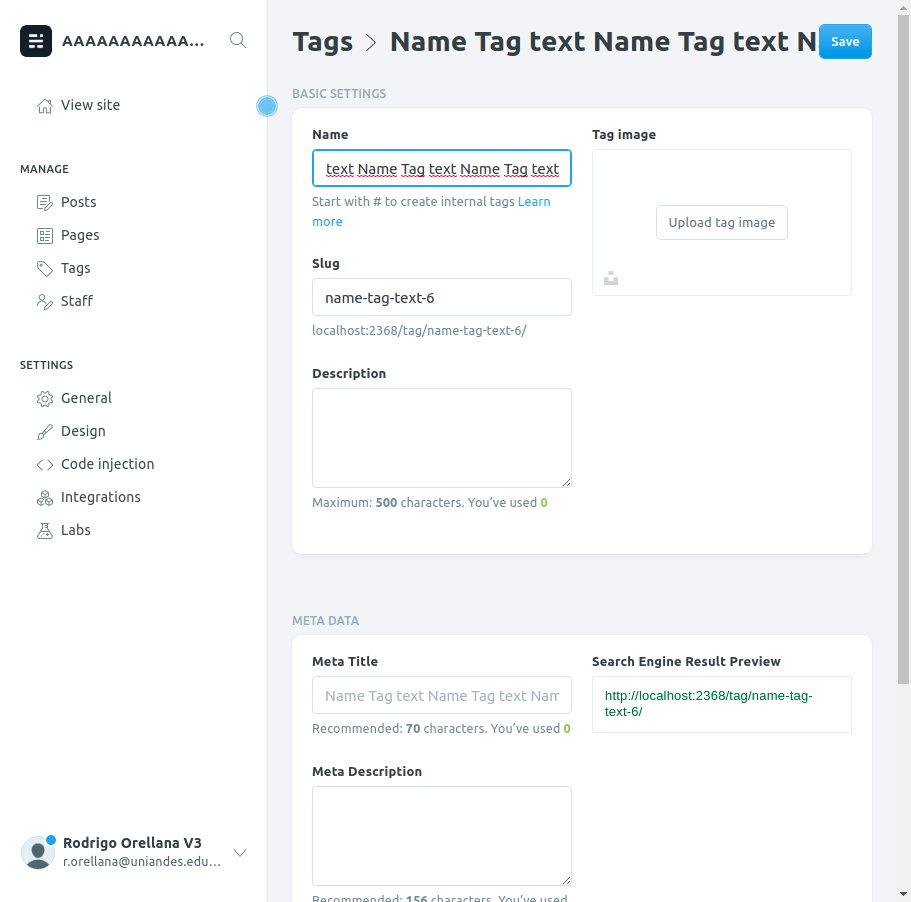 AAAAAAAAAAA...
View site
MANAGE
Posts
Pages
Tags
Staff
SETTINGS
General
Design
Code injection
Integrations
Labs
Rodrigo Orellana V3
r.orellana@uniandes.edu...
Tags > Name Tag text Name Tag text N
Save
BASIC SETTINGS
Name
text Name Tag text Name Tag text
Start with # to create internal tags Learn
more
Slug
name-tag-text-6
localhost:2368/tag/name-tag-text-6/
Description
Maximum: 500 characters. You’ve used 0
Tag image
Upload tag image
META DATA
Meta Title
Name Tag text Name Tag text Nam
Recommended: 70 characters. You’ve used 0
Meta Description
Recommended: 156 characters. You’ve used
Search Engine Result Preview
http://localhost:2368/tag/name-tag-
text-6/